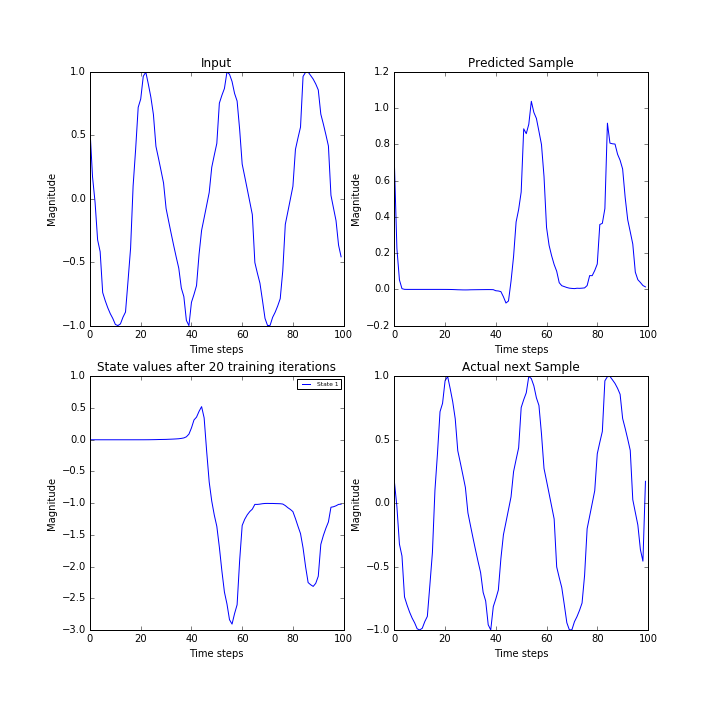 Input
1.0
0.5
0.0
−0.5
−1.0
Magnitude
0 20 40 60 80 100
Time steps
Predicted Sample
1.2
1.0
0.8
0.6
0.4
0.2
0.0
−0.2
Magnitude
0 20 40 60 80 100
Time steps
State values after 20 training iterations
State 1
1.0
0.5
0.0
−0.5
−1.0
−1.5
−2.0
−2.5
−3.0
Magnitude
0 20 40 60 80 100
Time steps
Actual next Sample
1.0
0.5
0.0
−0.5
−1.0
Magnitude
0 20 40 60 80 100
Time steps